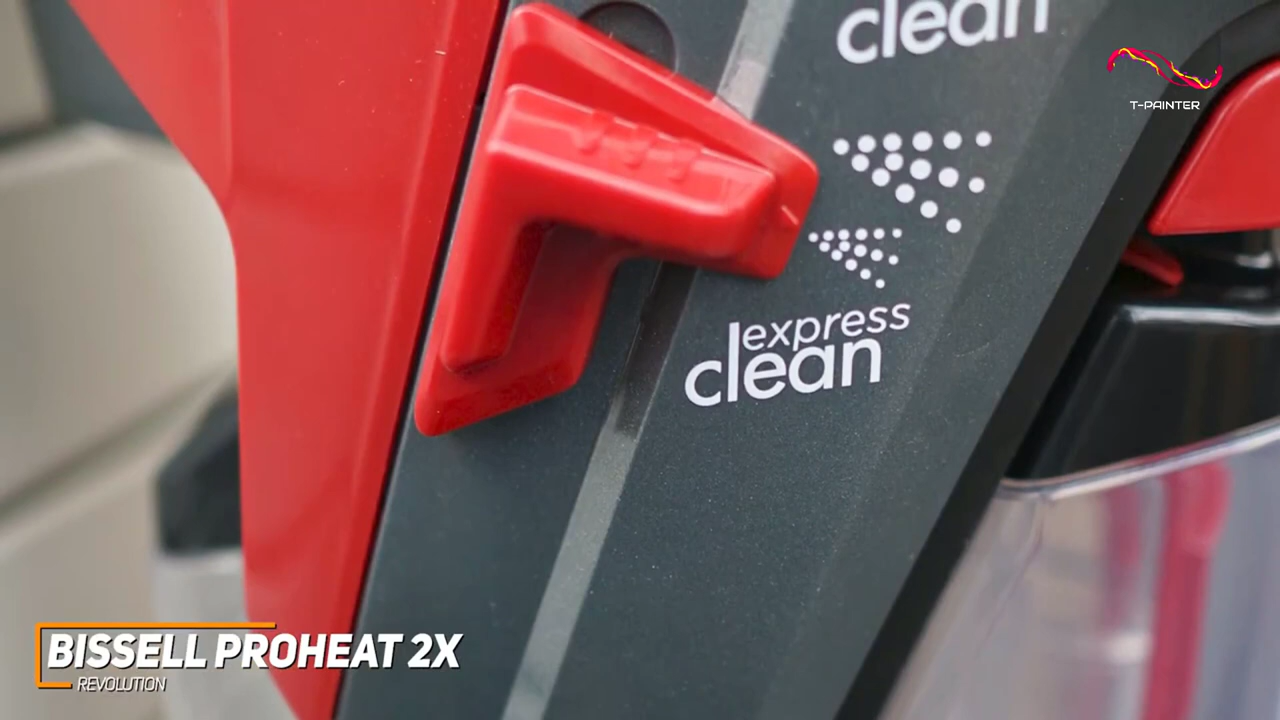 clean
T-PAINTER
express
clean
BISSELL PROHEAT 2X
REVOLUTION